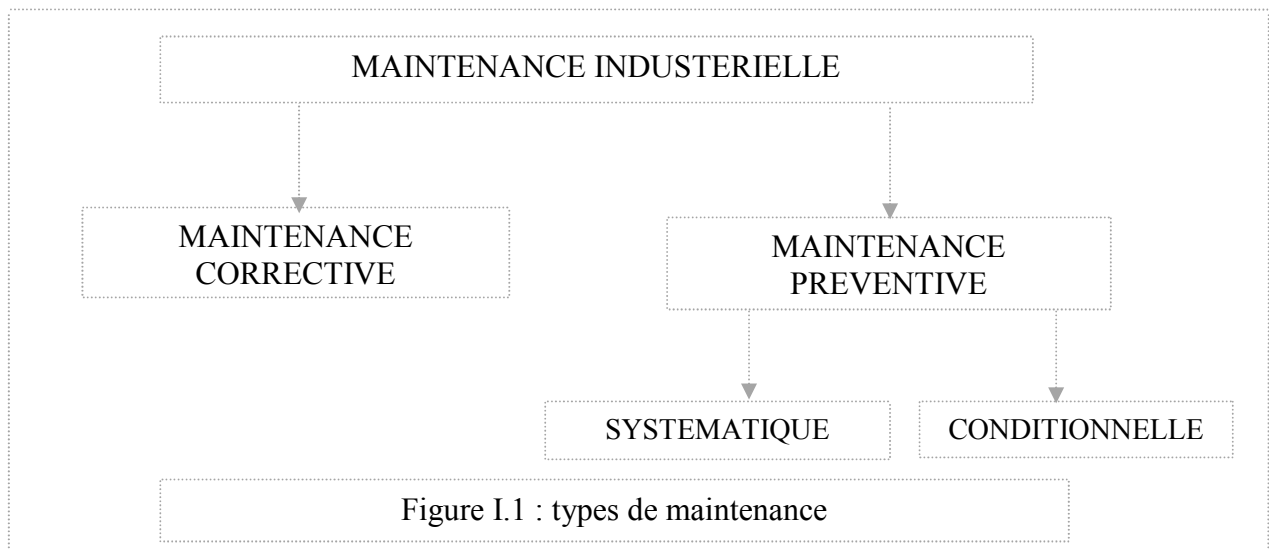 MAINTENANCE INDUSTERIELLE
MAINTENANCE
CORRECTIVE
MAINTENANCE
PREVENTIVE
SYSTEMATIQUE
CONDITIONNELLE
Figure I.1 : types de maintenance